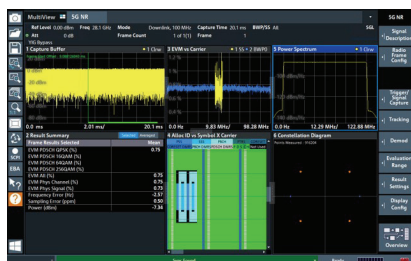 MultiView
5G NR
Ref Level 0.00 dBm Freq 28.1 GHz Mode Downlink, 100 MHz Capture Time 20.1 ms BWP/SS All
SGL
Att 0 dB Frame Count 1 of 1(1) Frame 1
YIG Bypass
1 Capture Buffer
1 Clrw
3 EVM vs Carrier
1 SS
2 BWP0
5 Power Spectrum
1 Clrw
0.0 ms 2.01 ms/ 20.1 ms
0.0 Hz 9.83 MHz/ 98.28 MHz
0.0 Hz 12.29 MHz/ 122.88 MHz
2 Result Summary
4 Alloc ID vs Symbol X Carrier
6 Constellation Diagram
Frame Results Selected Mean
EVM PDSCH QPSK (%) 0.75
EVM PDSCH 16QAM (%)
EVM PDSCH 64QAM (%)
EVM PDSCH 256QAM (%)
EVM All (%) 0.75
EVM Phys Channel (%) 0.75
EVM Phys Signal (%) 0.73
Frequency Error (Hz) -2.57
Sampling Error (ppm) 0.50
Power (dBm) -7.34
Signal
Description
Radio
Frame
Config
Trigger/
Signal
Capture
Tracking
Demod
Evaluation
Range
Result
Settings
Display
Config
Overview
SCPI
EBA